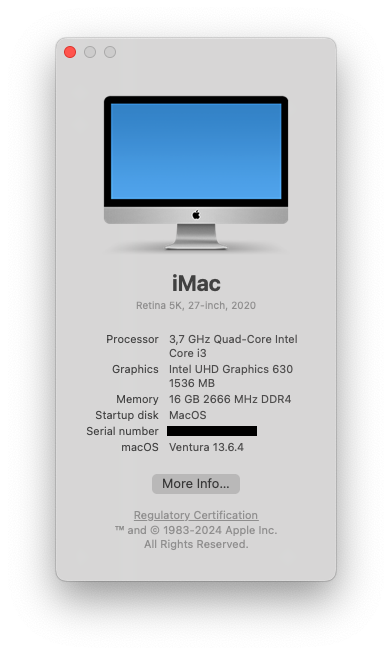 iMac
Retina 5K, 27-inch, 2020
Processor 3,7 GHz Quad-Core Intel
Core i3
Graphics Intel UHD Graphics 630
1536 MB
Memory 16 GB 2666 MHz DDR4
Startup disk MacOS
Serial number
macOS Ventura 13.6.4
More Info...
Regulatory Certification
™ and © 1983-2024 Apple Inc.
All Rights Reserved.